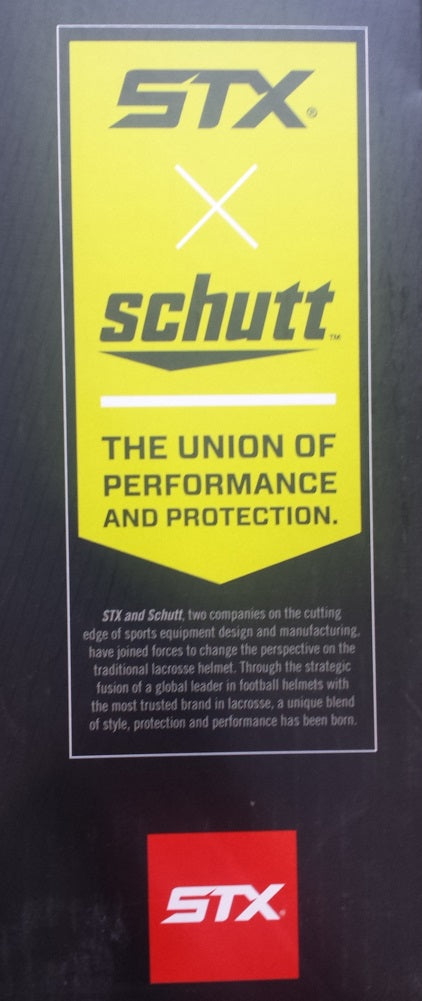 STX®
X
schutt™
THE UNION OF
PERFORMANCE
AND PROTECTION.
STX and Schutt, two companies on the cutting
edge of sports equipment design and manufacturing,
have joined forces to change the perspective on the
traditional lacrosse helmet. Through the strategic
fusion of a global leader in football helmets with
the most trusted brand in lacrosse, a unique blend
of style, protection and performance has been born.
STX